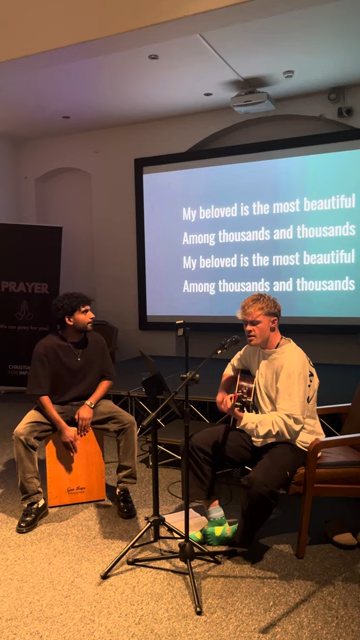 My beloved is the most beautiful
Among thousands and thousands
My beloved is the most beautiful
Among thousands and thousands
PRAYER
CHRISTIAN